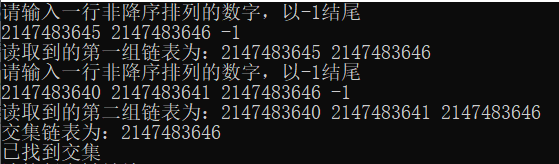 请输入一行非降序排列的数字，以-1结尾
2147483645 2147483646 -1
读取到的第一组链表为：2147483645 2147483646
请输入一行非降序排列的数字，以-1结尾
2147483640 2147483641 2147483646 -1
读取到的第二组链表为：2147483640 2147483641 2147483646
交集链表为：2147483646
已找到交集